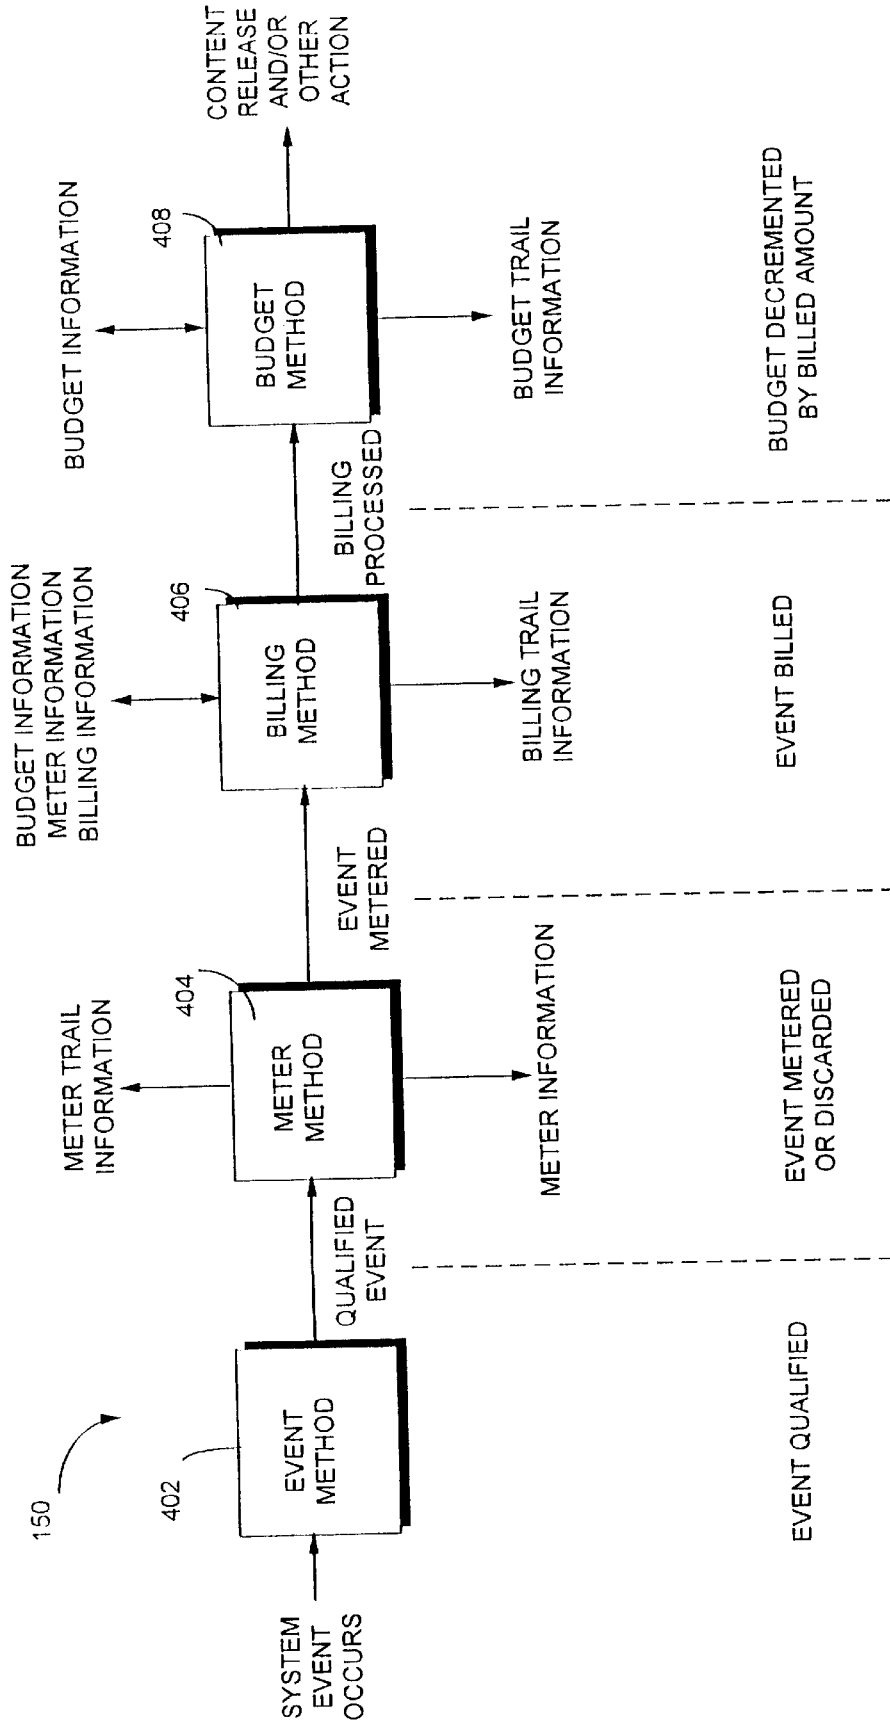 150
SYSTEM
EVENT
OCCURS
402
EVENT
METHOD
QUALIFIED
EVENT
EVENT QUALIFIED
METER TRAIL
INFORMATION
404
METER
METHOD
METER INFORMATION
EVENT
METERED
EVENT METERED
OR DISCARDED
BUDGET INFORMATION
METER INFORMATION
BILLING INFORMATION
406
BILLING
METHOD
BILLING TRAIL
INFORMATION
BILLING
PROCESSED
EVENT BILLED
BUDGET INFORMATION
408
BUDGET
METHOD
BUDGET TRAIL
INFORMATION
CONTENT
RELEASE
AND/OR
OTHER
ACTION
BUDGET DECREMENTED
BY BILLED AMOUNT